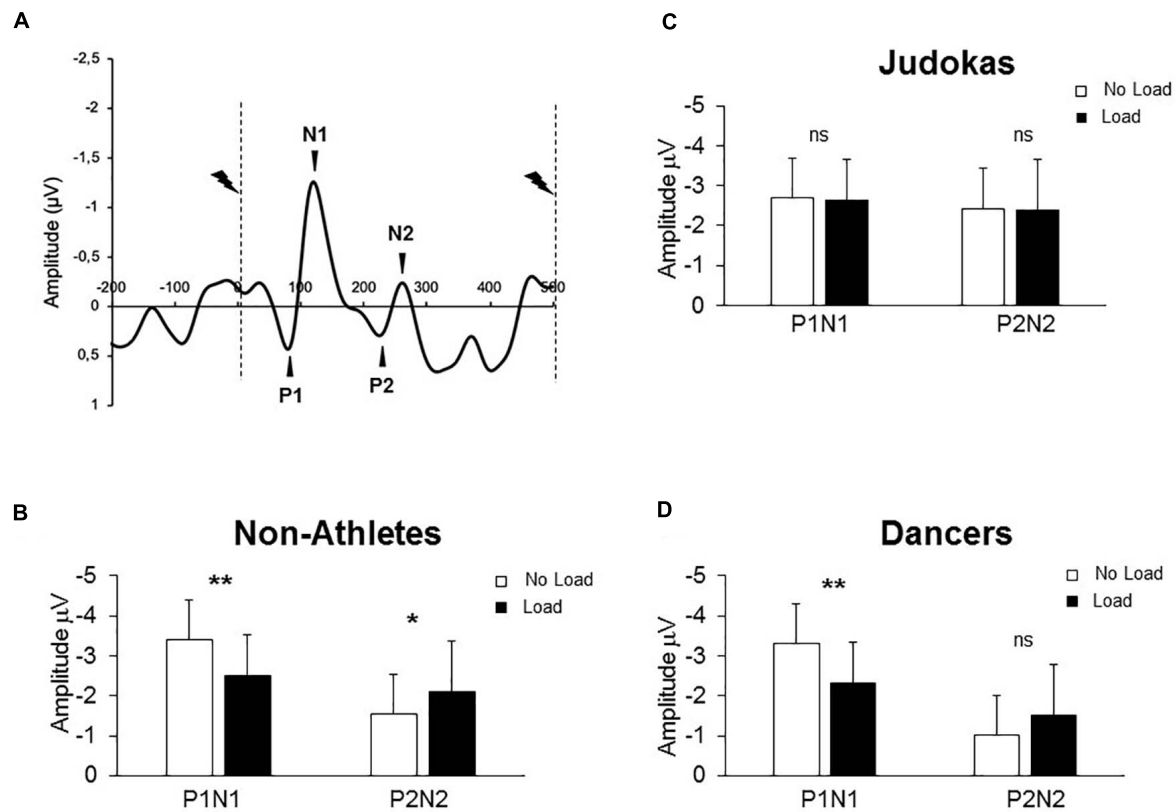 A
-2,5
-2
-1,5
-1
-0,5
0
0,5
1
Amplitude (µV)
-200 -100 0 100 200 300 400 500
N1
N2
P1
P2
C
Judokas
No Load
Load
Amplitude µV
-5
-4
-3
-2
-1
0
ns
ns
P1N1 P2N2
B
Non-Athletes
No Load
Load
Amplitude µV
-5
-4
-3
-2
-1
0
**
*
P1N1 P2N2
D
Dancers
No Load
Load
Amplitude µV
-5
-4
-3
-2
-1
0
**
ns
P1N1 P2N2